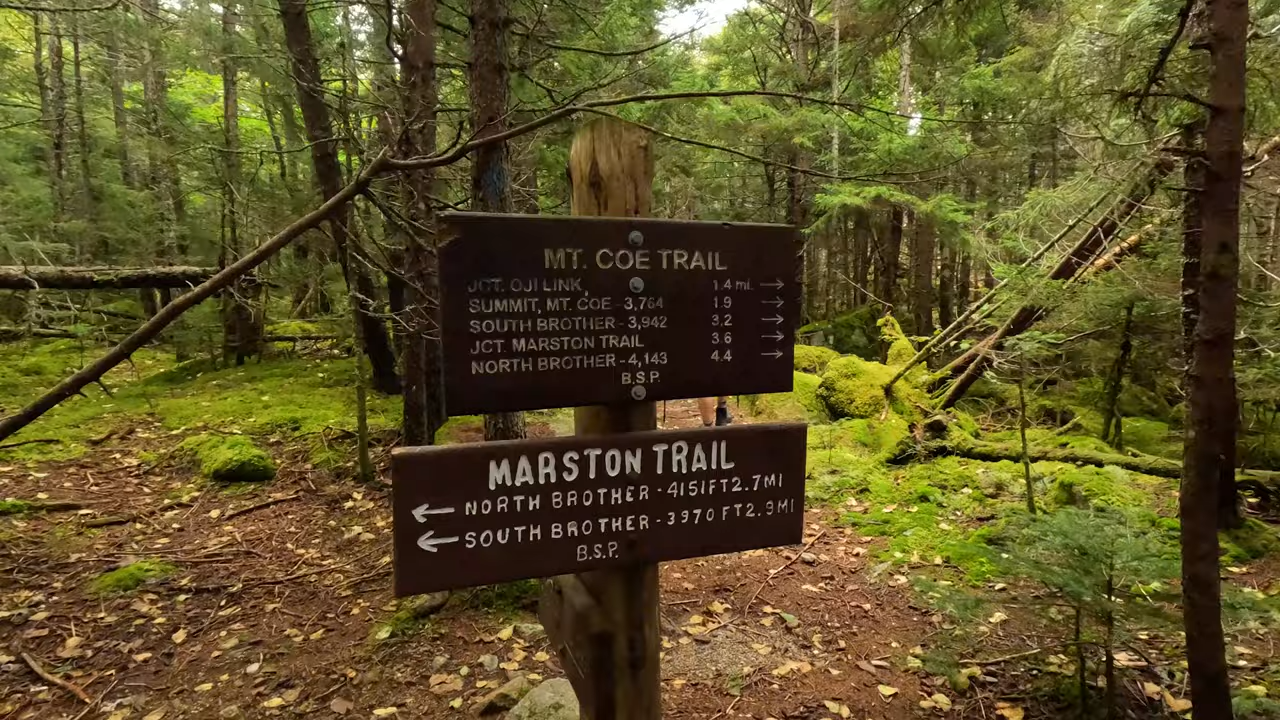 MT. COE TRAIL
JCT. OJI LINK, 1.4 mi. →
SUMMIT, MT. COE - 3,764 1.9 →
SOUTH BROTHER - 3,942 3.2 →
JCT. MARSTON TRAIL 3.6 →
NORTH BROTHER - 4,143 4.4 →
B.S.P.
MARSTON TRAIL
← NORTH BROTHER - 4151FT 2.7MI
← SOUTH BROTHER - 3970FT 2.9MI
B.S.P.